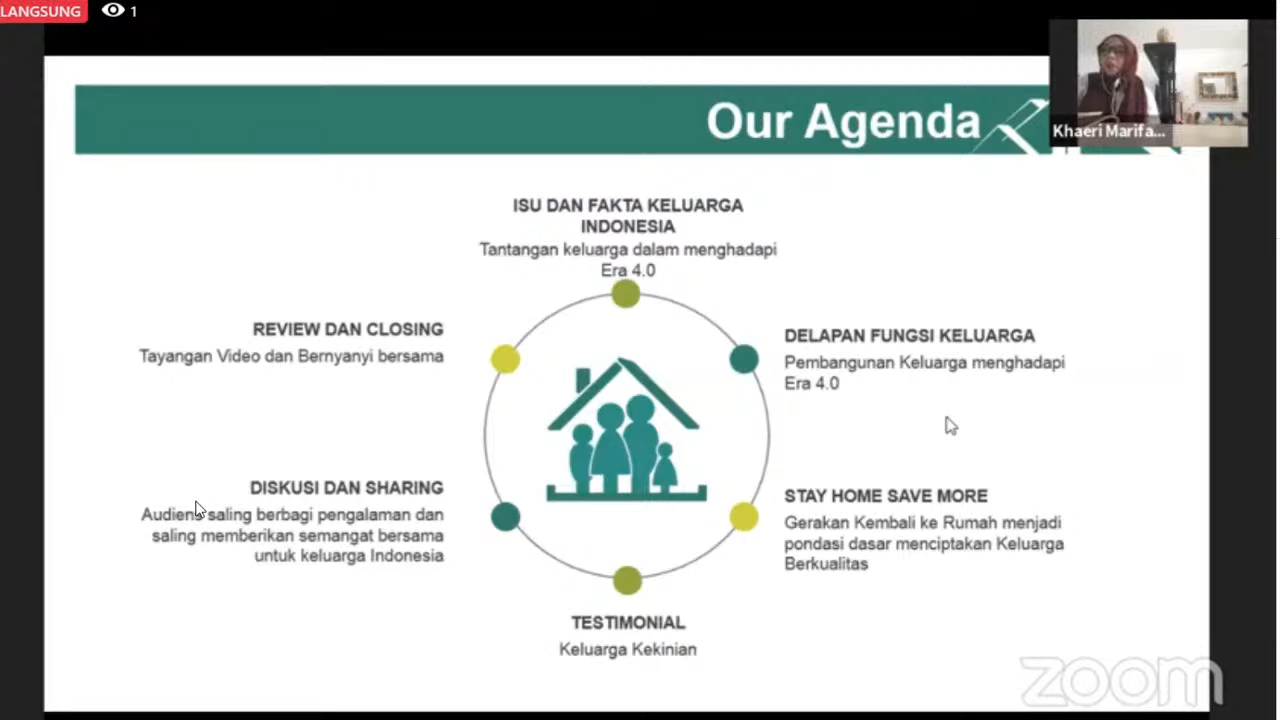 LANGSUNG 1
Our Agenda
Khaeri Marifa...
ISU DAN FAKTA KELUARGA
INDONESIA
Tantangan keluarga dalam menghadapi
Era 4.0
DELAPAN FUNGSI KELUARGA
Pembangunan Keluarga menghadapi
Era 4.0
STAY HOME SAVE MORE
Gerakan Kembali ke Rumah menjadi
pondasi dasar menciptakan Keluarga
Berkualitas
TESTIMONIAL
Keluarga Kekinian
DISKUSI DAN SHARING
Audiens saling berbagi pengalaman dan
saling memberikan semangat bersama
untuk keluarga Indonesia
REVIEW DAN CLOSING
Tayangan Video dan Bernyanyi bersama
zoom